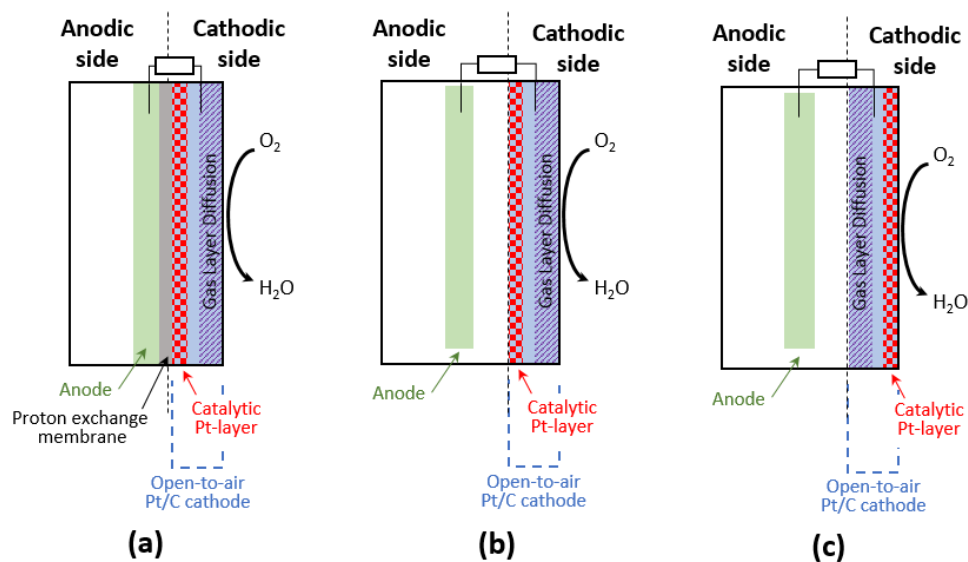 Anodic
side
Cathodic
side
Gas Layer Diffusion
O2
H2O
Anode
Proton exchange
membrane
Catalytic
Pt-layer
Open-to-air
Pt/C cathode
(a)
Anodic
side
Cathodic
side
Gas Layer Diffusion
O2
H2O
Anode
Catalytic
Pt-layer
Open-to-air
Pt/C cathode
(b)
Anodic
side
Cathodic
side
Gas Layer Diffusion
O2
H2O
Anode
Catalytic
Pt-layer
Open-to-air
Pt/C cathode
(c)